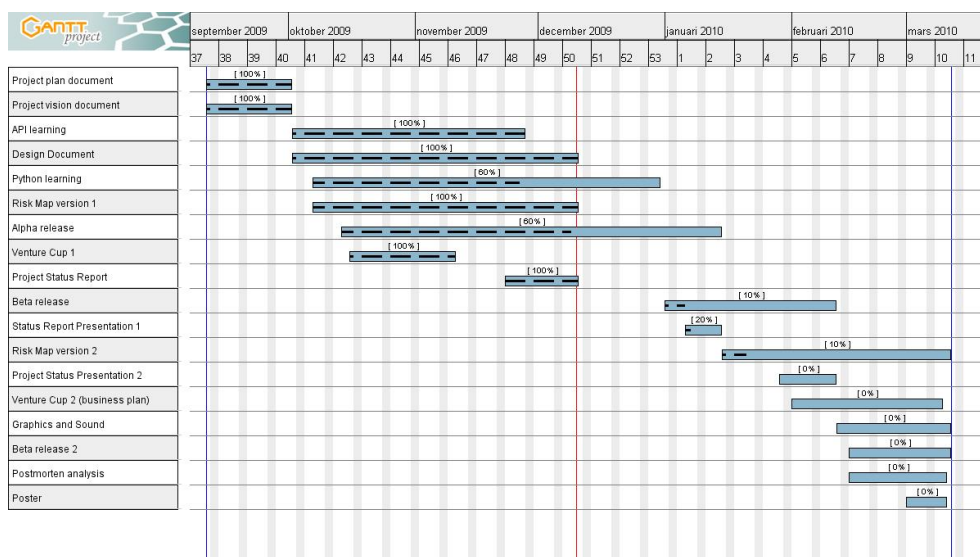 GANTT
project
september 2009 oktober 2009 november 2009 december 2009 januari 2010 februari 2010 mars 2010
37 38 39 40 41 42 43 44 45 46 47 48 49 50 51 52 53 1 2 3 4 5 6 7 8 9 10 11
Project plan document [ 100% ]
Project vision document [ 100% ]
API learning [ 100% ]
Design Document [ 100% ]
Python learning [ 60% ]
Risk Map version 1 [ 100% ]
Alpha release [ 60% ]
Venture Cup 1 [ 100% ]
Project Status Report [ 100% ]
Beta release [ 10% ]
Status Report Presentation 1 [ 20% ]
Risk Map version 2 [ 10% ]
Project Status Presentation 2 [ 0% ]
Venture Cup 2 (business plan) [ 0% ]
Graphics and Sound [ 0% ]
Beta release 2 [ 0% ]
Postmorten analysis [ 0% ]
Poster [ 0% ]